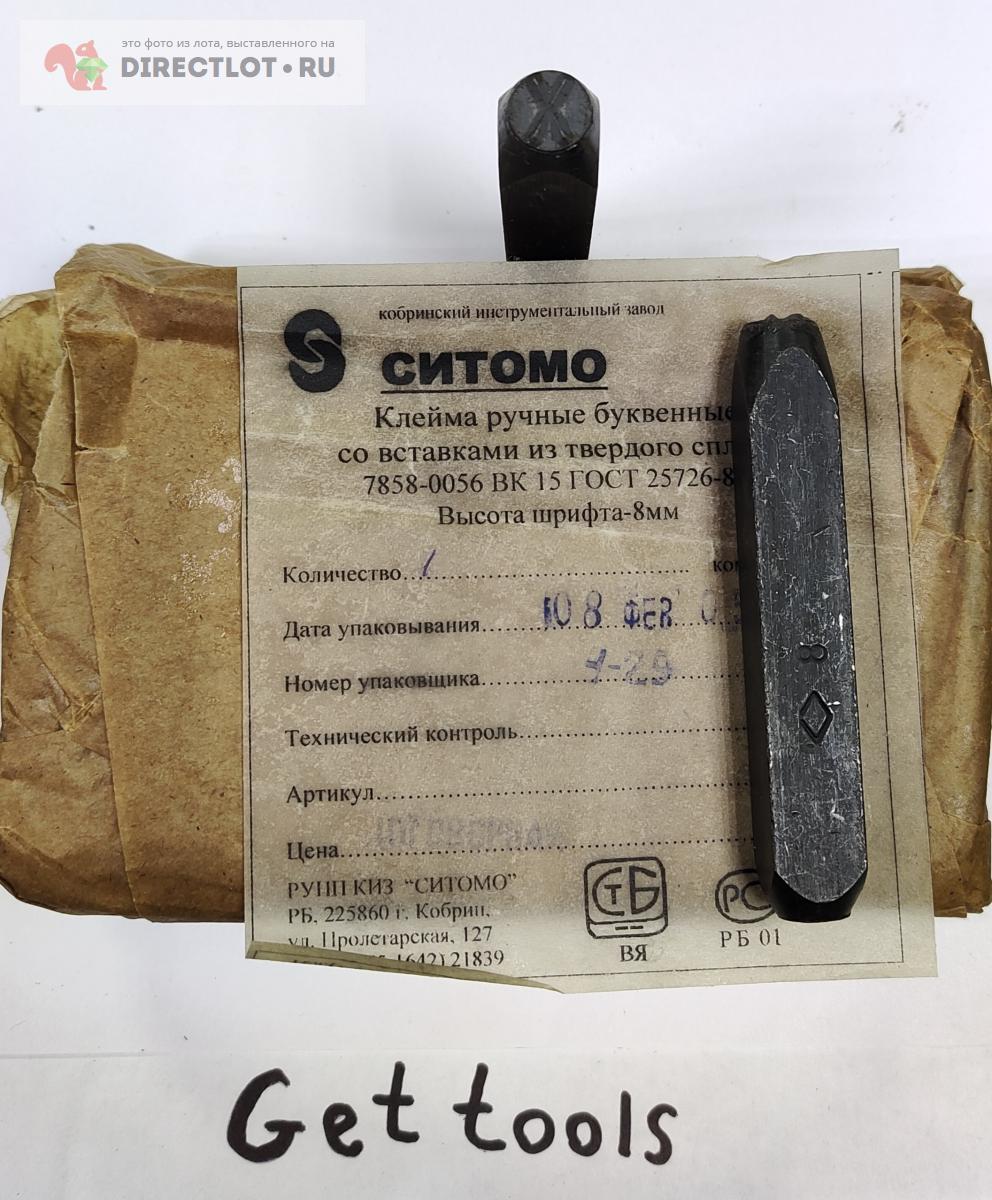 это фото из лота, выставленного на
DIRECTLOT.RU
Ж
кобринский инструментальный завод
СИТОМО
Клейма ручные буквенные
со вставками из твердого спл
7858-0056 ВК 15 ГОСТ 25726-8
Высота шрифта-8мм
Количество 1 ком
Дата упаковывания 08 ФЕВ
Номер упаковщика
Технический контроль
Артикул
Цена
8
РУПП КИЗ "СИТОМО"
РБ, 225860 г. Кобрин,
ул. Пролетарская, 127
1642) 21839
СТБ
ВЯ
РС
РБ 01
Get tools